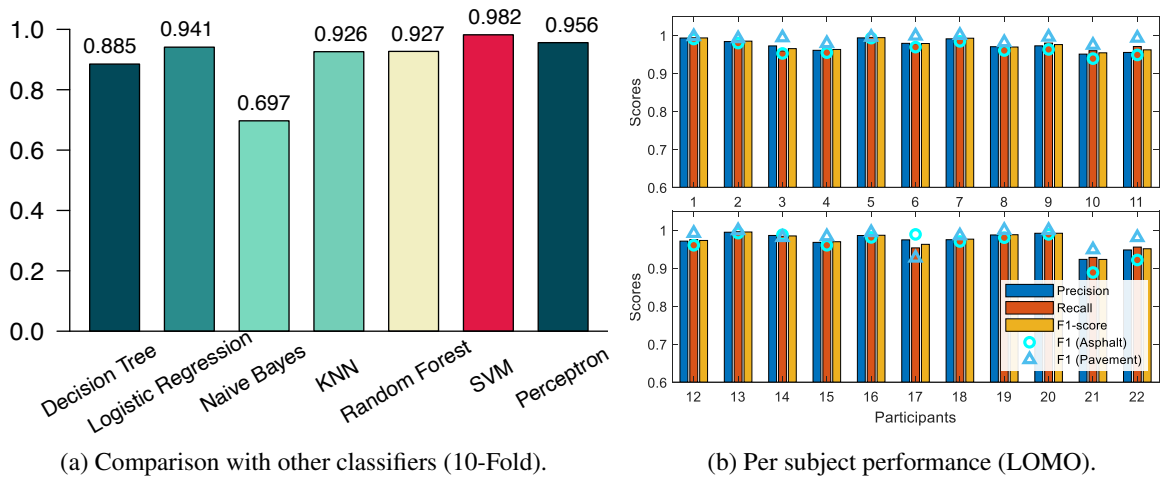 1.0
0.8
0.6
0.4
0.2
0.0
0.885
0.941
0.697
0.926
0.927
0.982
0.956
Decision Tree
Logistic Regression
Naive Bayes
KNN
Random Forest
SVM
Perceptron
(a) Comparison with other classifiers (10-Fold).
Scores
1
0.9
0.8
0.7
0.6
1 2 3 4 5 6 7 8 9 10 11
Scores
1
0.9
0.8
0.7
0.6
Precision
Recall
F1-score
F1 (Asphalt)
F1 (Pavement)
12 13 14 15 16 17 18 19 20 21 22
Participants
(b) Per subject performance (LOMO).